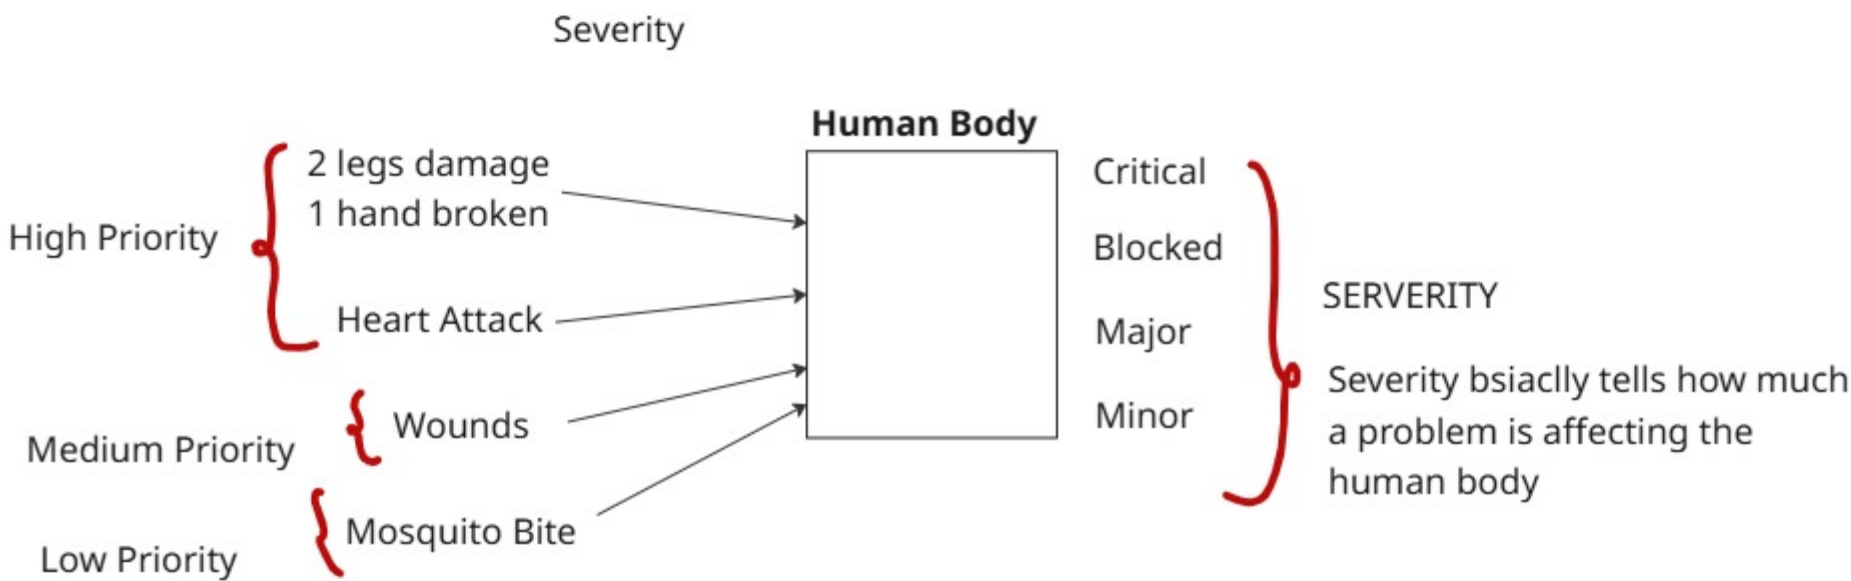 Severity
Human Body
2 legs damage
1 hand broken
High Priority
Heart Attack
Wounds
Medium Priority
Mosquito Bite
Low Priority
Critical
Blocked
Major
Minor
SERVERITY
Severity bsiaclly tells how much
a problem is affecting the
human body